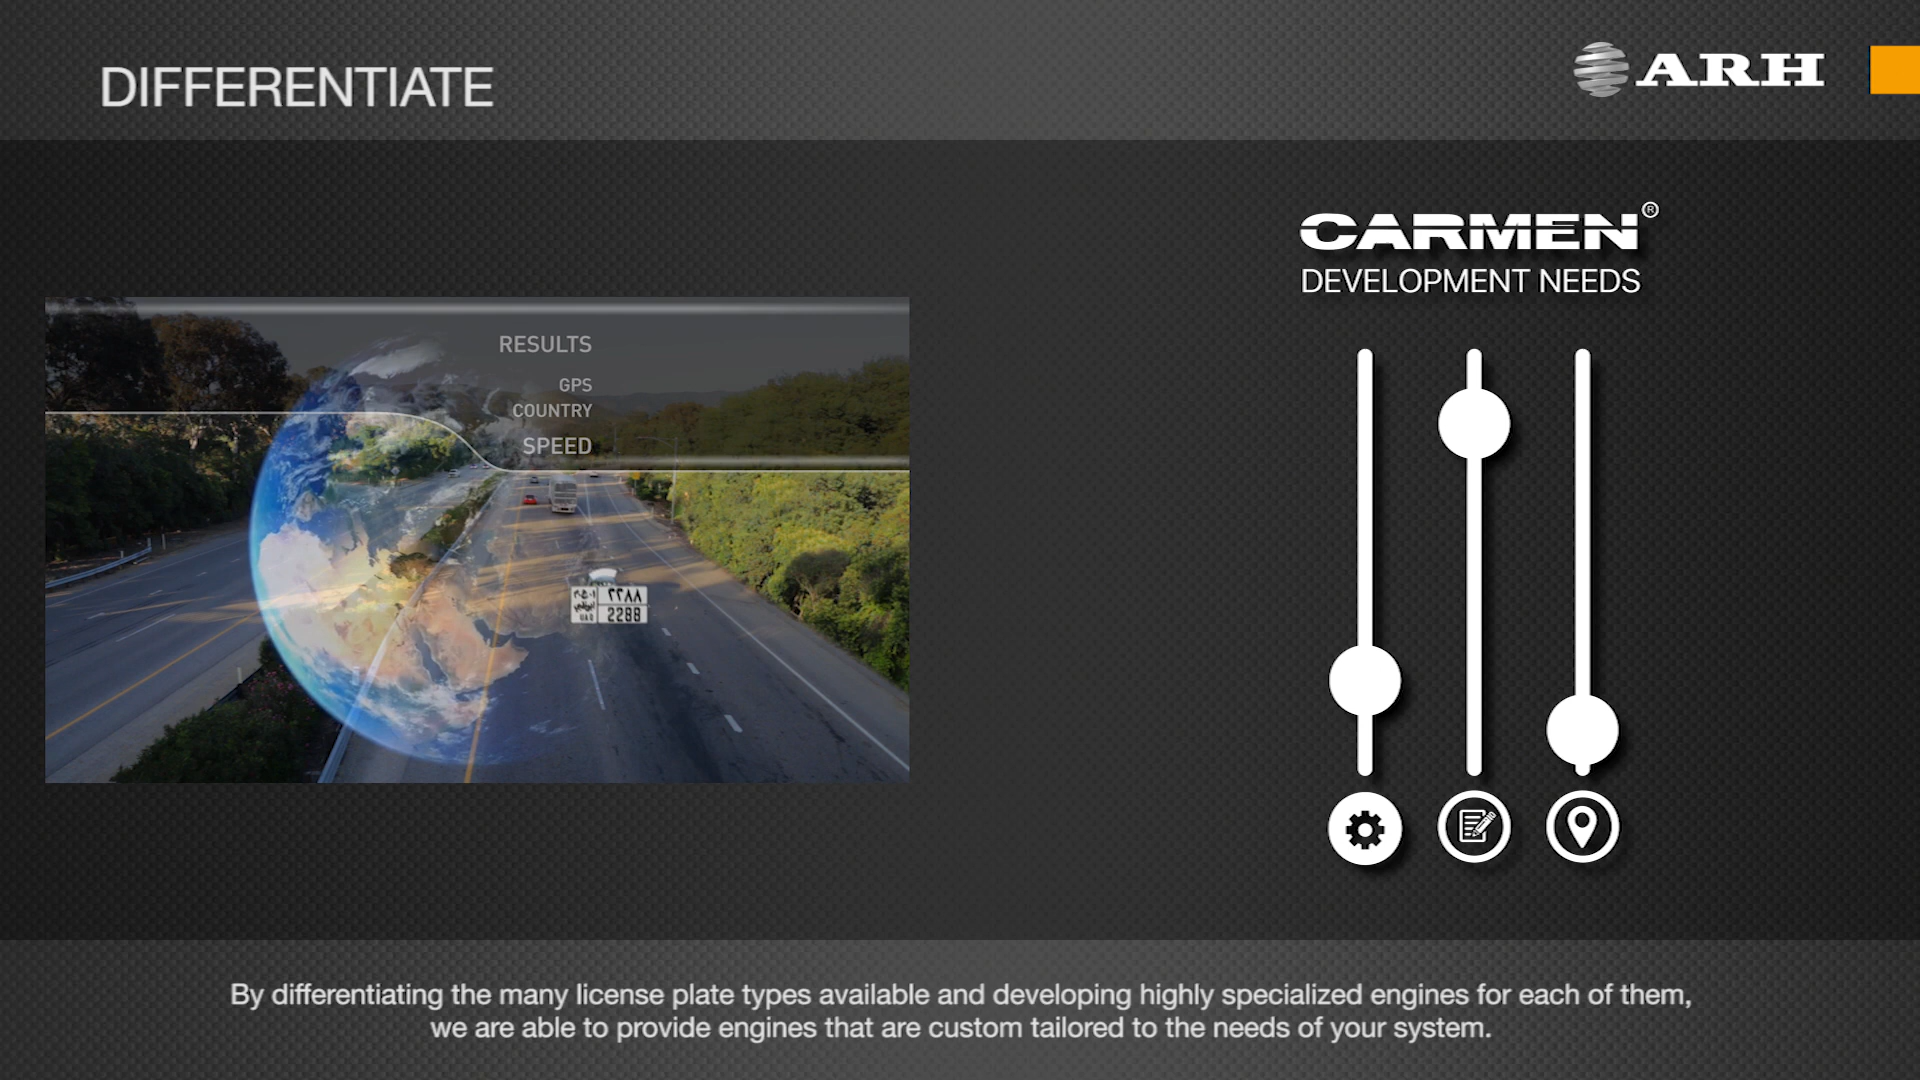 DIFFERENTIATE
ARH
CARMEN®
DEVELOPMENT NEEDS
RESULTS
GPS
COUNTRY
SPEED
٢٢٨٨
2288
By differentiating the many license plate types available and developing highly specialized engines for each of them,
we are able to provide engines that are custom tailored to the needs of your system.